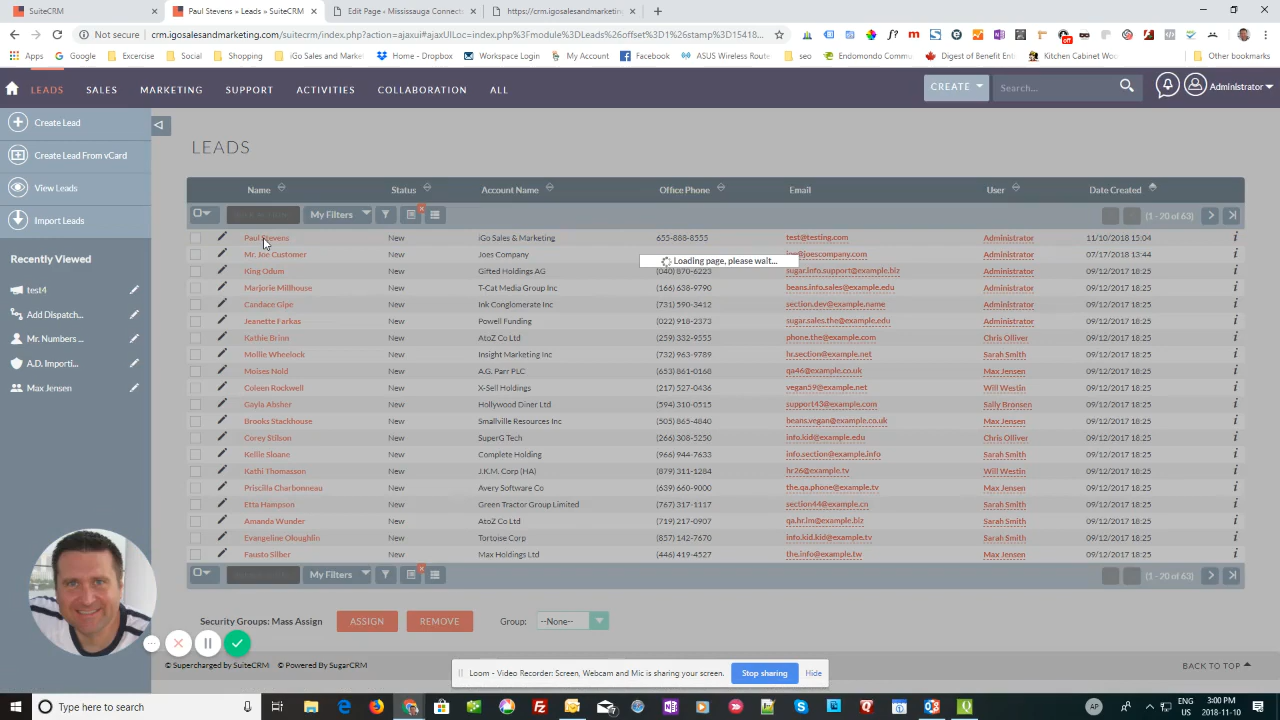 SuiteCRM
Paul Stevens » Leads » SuiteCRM
Edit Page ‹ Mississauga Connects
https://crm.igosalesandmarketing
Not secure
crm.igosalesandmarketing.com/suitecrm/index.php?action=ajaxui#ajaxUILoc=index.php%3Fmodule%3DLeads%26offset%3D1%26stamp%3D15418
Apps
Google
Excercise
Social
iGo Sales and Market
Dropbox
Workspace Login
My Account
Facebook
ASUS Wireless Route
seo
Endomondo Commu
Digest of Benefit Ente
Kitchen Cabinet Woo
Other bookmarks
LEADS
SALES
MARKETING
SUPPORT
ACTIVITIES
COLLABORATION
ALL
CREATE
Search...
Administrator
Create Lead
Create Lead From vCard
View Leads
Import Leads
Recently Viewed
test4
Add Dispatch...
Mr. Numbers ...
A.D. Importi...
Max Jensen
LEADS
Name Status Account Name Office Phone Email User Date Created
My Filters (1 - 20 of 63)
Paul Stevens New iGo Sales & Marketing 655-888-8555 test@testing.com Administrator 11/10/2018 15:04
Mr. Joe Customer New Joes Company joe@joescompany.com Administrator 07/17/2018 13:44
Loading page, please wait...
King Odum New Gifted Holdings AG (040) 870-6223 sugar.info.support@example.biz Administrator 09/12/2017 18:25
Marjorie Millhouse New T-Cat Media Group Inc (166) 638-9790 beans.info.sales@example.edu Administrator 09/12/2017 18:25
Candace Gipe New Ink Conglomerate Inc (731) 590-3412 section.dev@example.name Administrator 09/12/2017 18:25
Jeanette Farkas New Powell Funding (022) 918-2373 sugar.sales.the@example.edu Administrator 09/12/2017 18:25
Kathie Brinn New AtoZ Co Ltd (259) 332-9555 phone.the@example.com Chris Olliver 09/12/2017 18:25
Mollie Wheelock New Insight Marketing Inc (732) 963-9789 hr.section@example.net Sarah Smith 09/12/2017 18:25
Moises Nold New A.G. Parr PLC (653) 861-0168 qa46@example.co.uk Max Jensen 09/12/2017 18:25
Coleen Rockwell New X-Sell Holdings (217) 527-0436 vegan59@example.net Will Westin 09/12/2017 18:25
Gayla Absher New Hollywood Diner Ltd (594) 310-0515 support43@example.com Sally Bronsen 09/12/2017 18:25
Brooks Stackhouse New Smallville Resources Inc (505) 865-4840 beans.vegan@example.co.uk Max Jensen 09/12/2017 18:25
Corey Stilson New SuperG Tech (266) 308-5250 info.kid@example.edu Chris Olliver 09/12/2017 18:25
Kellie Sloane New Complete Holding (966) 944-7633 info.section@example.info Sarah Smith 09/12/2017 18:25
Kathi Thomasson New J.K.M. Corp (HA) (879) 311-1284 hr26@example.tv Will Westin 09/12/2017 18:25
Priscilla Charbonneau New Avery Software Co (639) 660-9000 the.qa.phone@example.tv Max Jensen 09/12/2017 18:25
Etta Hampson New Green Tractor Group Limited (767) 317-1117 section44@example.cn Sarah Smith 09/12/2017 18:25
Amanda Wunder New AtoZ Co Ltd (719) 217-0907 qa.hr.im@example.biz Sarah Smith 09/12/2017 18:25
Evangeline Oloughlin New Tortoise Corp (857) 142-7670 info.kid.kid@example.tv Sarah Smith 09/12/2017 18:25
Fausto Silber New Max Holdings Ltd (446) 419-4527 the.info@example.tw Max Jensen 09/12/2017 18:25
My Filters (1 - 20 of 63)
Security Groups: Mass Assign ASSIGN REMOVE Group: --None--
© Supercharged by SuiteCRM © Powered By SugarCRM
BACK TO TOP
Loom - Video Recorder: Screen, Webcam and Mic is sharing your screen. Stop sharing Hide
Type here to search
AP
ENG
US
3:00 PM
2018-11-10